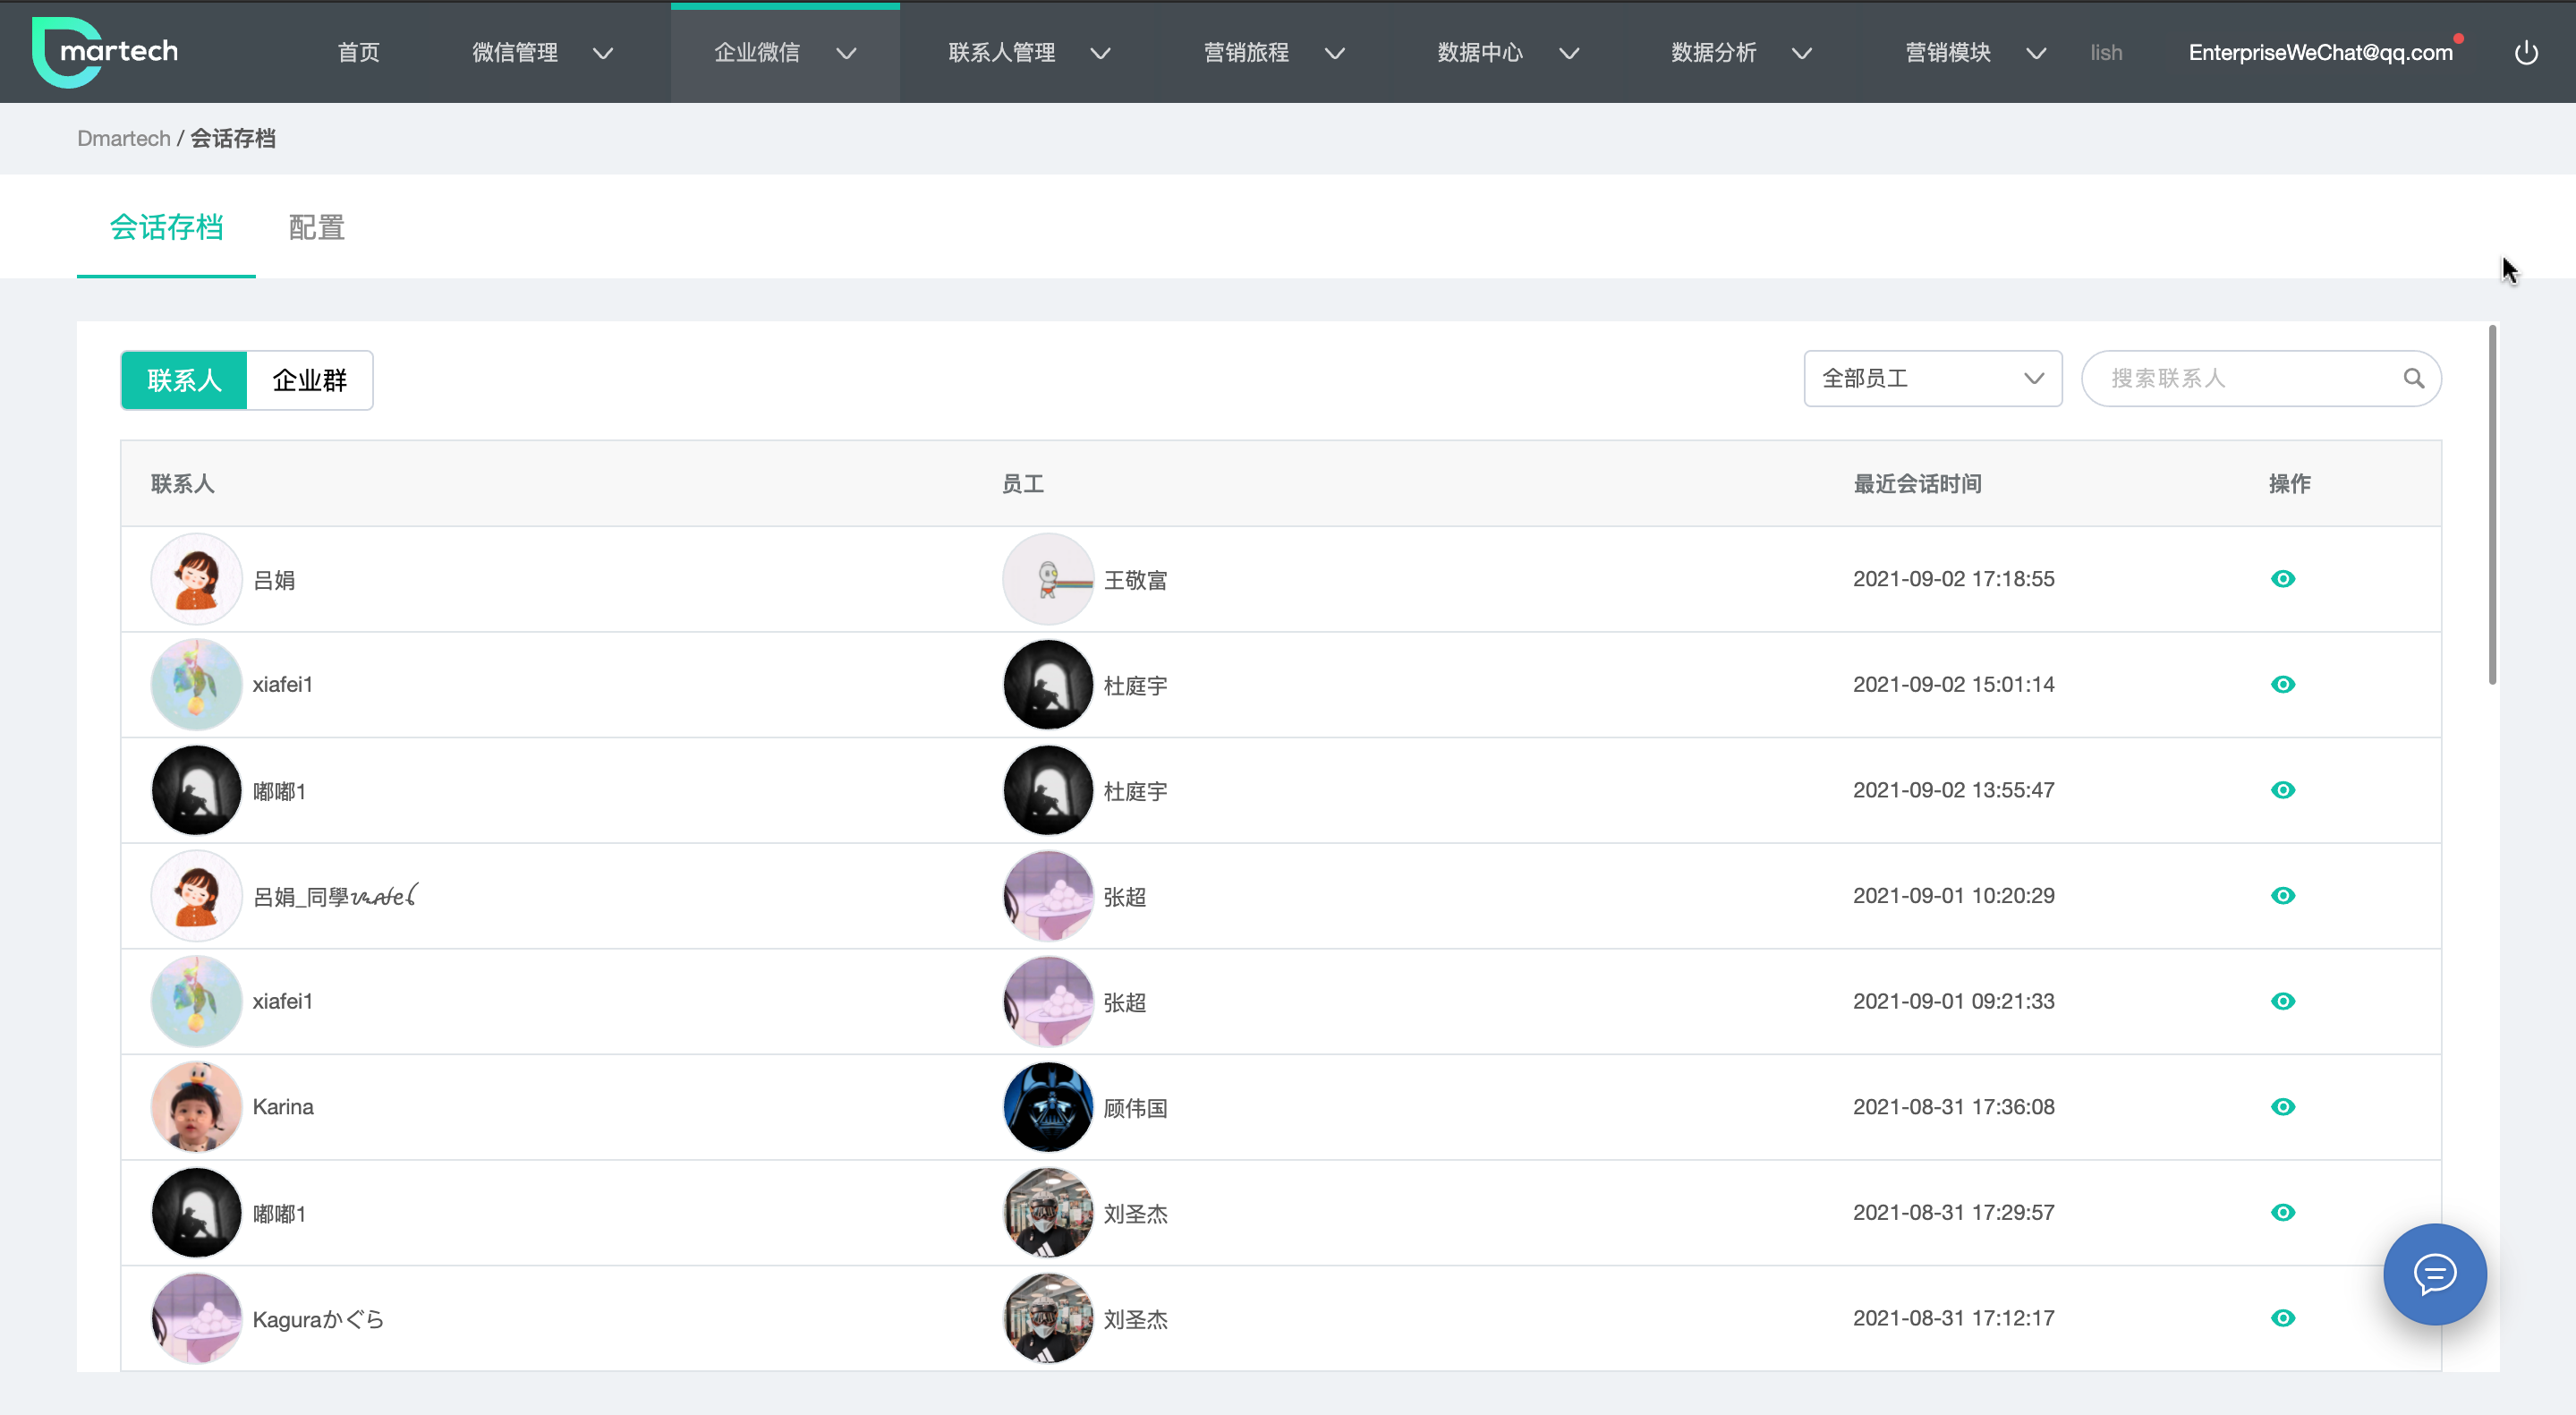 martech 首页 微信管理 企业微信 联系人管理 营销旅程 数据中心 数据分析 营销模块 lish EnterpriseWeChat@qq.com
Dmartech / 会话存档
会话存档 配置
联系人 企业群 全部员工 搜索联系人
联系人 员工 最近会话时间 操作
吕娟 王敬富 2021-09-02 17:18:55
xiafei1 杜庭宇 2021-09-02 15:01:14
嘟嘟1 杜庭宇 2021-09-02 13:55:47
呂娟_同學 张超 2021-09-01 10:20:29
xiafei1 张超 2021-09-01 09:21:33
Karina 顾伟国 2021-08-31 17:36:08
嘟嘟1 刘圣杰 2021-08-31 17:29:57
Kaguraかぐら 刘圣杰 2021-08-31 17:12:17